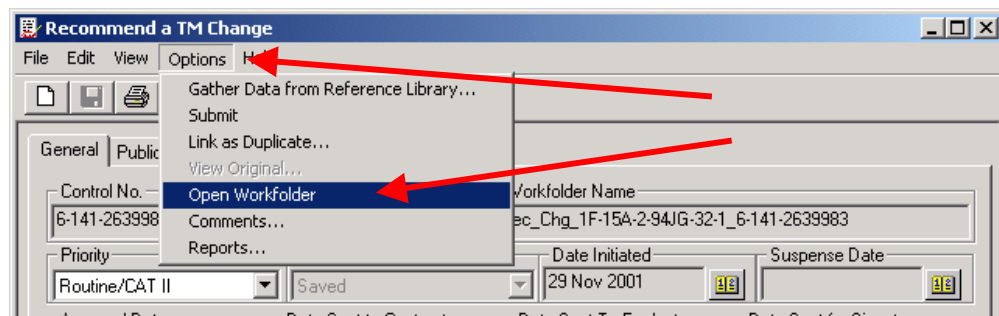 Recommend a TM Change
File Edit View Options
Gather Data from Reference Library...
Submit
General Link as Duplicate...
View Original...
Control No. Open Workfolder Workfolder Name
6-141-263998 Comments... ec_Chg_1F-15A-2-94JG-32-1_6-141-2639983
Priority Reports... Date Initiated Suspense Date
Routine/CAT II Saved 29 Nov 2001